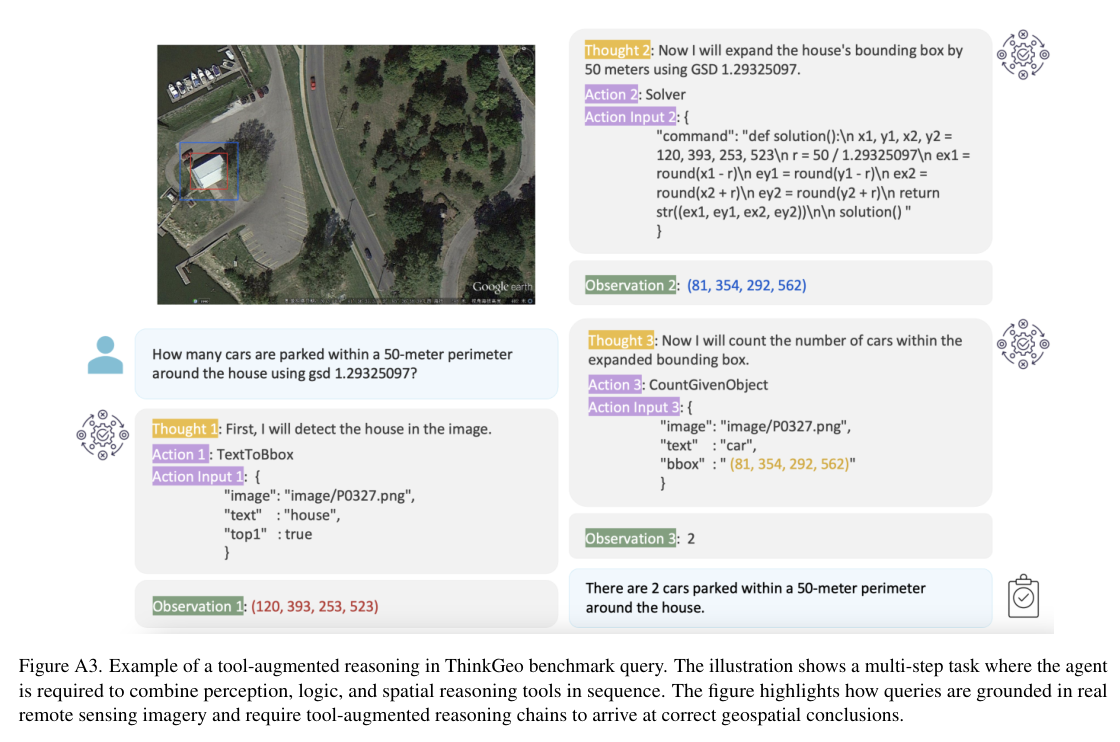 Google earth
How many cars are parked within a 50-meter perimeter
around the house using gsd 1.29325097?
Thought 1: First, I will detect the house in the image.
Action 1 : TextToBbox
Action Input 1: {
"image": "image/P0327.png",
"text" : "house",
"top1" : true
}
Observation 1: (120, 393, 253, 523)
Thought 2: Now I will expand the house's bounding box by
50 meters using GSD 1.29325097.
Action 2: Solver
Action Input 2: {
"command": "def solution():\n x1, y1, x2, y2 =
120, 393, 253, 523\n r = 50 / 1.29325097\n ex1 =
round(x1 - r)\n ey1 = round(y1 - r)\n ex2 =
round(x2 + r)\n ey2 = round(y2 + r)\n return
str((ex1, ey1, ex2, ey2))\n\n solution() "
}
Observation 2: (81, 354, 292, 562)
Thought 3: Now I will count the number of cars within the
expanded bounding box.
Action 3: CountGivenObject
Action Input 3: {
"image": "image/P0327.png",
"text" : "car",
"bbox" : " (81, 354, 292, 562)"
}
Observation 3: 2
There are 2 cars parked within a 50-meter perimeter
around the house.
Figure A3. Example of a tool-augmented reasoning in ThinkGeo benchmark query. The illustration shows a multi-step task where the agent
is required to combine perception, logic, and spatial reasoning tools in sequence. The figure highlights how queries are grounded in real
remote sensing imagery and require tool-augmented reasoning chains to arrive at correct geospatial conclusions.